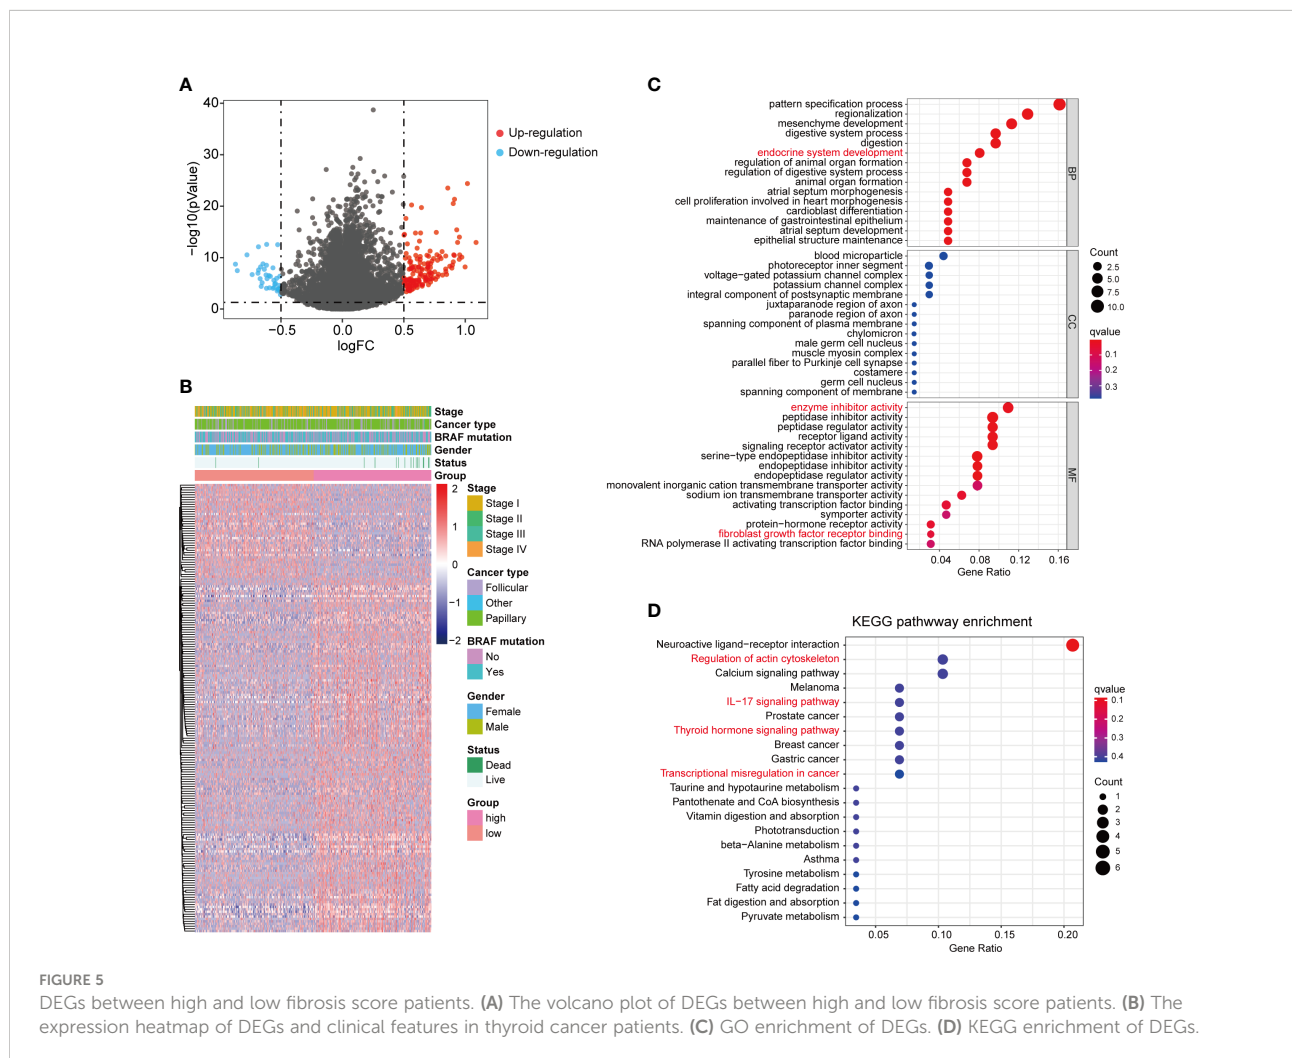 A
40
30
20
10
0
−log10(pValue)
−0.5
0.0
0.5
1.0
logFC
Up-regulation
Down-regulation
B
Stage
Cancer type
BRAF mutation
Gender
Status
Group
2
1
0
−1
−2
Stage
Stage I
Stage II
Stage III
Stage IV
Cancer type
Follicular
Other
Papillary
BRAF mutation
No
Yes
Gender
Female
Male
Status
Dead
Live
Group
high
low
C
pattern specification process
regionalization
mesenchyme development
digestive system process
digestion
endocrine system development
regulation of animal organ formation
regulation of digestive system process
animal organ formation
atrial septum morphogenesis
cell proliferation involved in heart morphogenesis
cardioblast differentiation
maintenance of gastrointestinal epithelium
atrial septum development
epithelial structure maintenance
BP
blood microparticle
photoreceptor inner segment
voltage-gated potassium channel complex
potassium channel complex
integral component of postsynaptic membrane
juxtaparanode region of axon
paranode region of axon
spanning component of plasma membrane
chylomicron
male germ cell nucleus
muscle myosin complex
parallel fiber to Purkinje cell synapse
costamere
germ cell nucleus
spanning component of membrane
CC
enzyme inhibitor activity
peptidase inhibitor activity
peptidase regulator activity
receptor ligand activity
signaling receptor activator activity
serine-type endopeptidase inhibitor activity
endopeptidase inhibitor activity
endopeptidase regulator activity
monovalent inorganic cation transmembrane transporter activity
sodium ion transmembrane transporter activity
activating transcription factor binding
symporter activity
protein-hormone receptor activity
fibroblast growth factor receptor binding
RNA polymerase II activating transcription factor binding
MF
0.04
0.08
0.12
0.16
Gene Ratio
Count
2.5
5.0
7.5
10.0
qvalue
0.1
0.2
0.3
D
KEGG pathwway enrichment
Neuroactive ligand−receptor interaction
Regulation of actin cytoskeleton
Calcium signaling pathway
Melanoma
IL−17 signaling pathway
Prostate cancer
Thyroid hormone signaling pathway
Breast cancer
Gastric cancer
Transcriptional misregulation in cancer
Taurine and hypotaurine metabolism
Pantothenate and CoA biosynthesis
Vitamin digestion and absorption
Phototransduction
beta−Alanine metabolism
Asthma
Tyrosine metabolism
Fatty acid degradation
Fat digestion and absorption
Pyruvate metabolism
0.05
0.10
0.15
0.20
Gene Ratio
qvalue
0.1
0.2
0.3
0.4
Count
1
2
3
4
5
6
FIGURE 5
DEGs between high and low fibrosis score patients. (A) The volcano plot of DEGs between high and low fibrosis score patients. (B) The
expression heatmap of DEGs and clinical features in thyroid cancer patients. (C) GO enrichment of DEGs. (D) KEGG enrichment of DEGs.